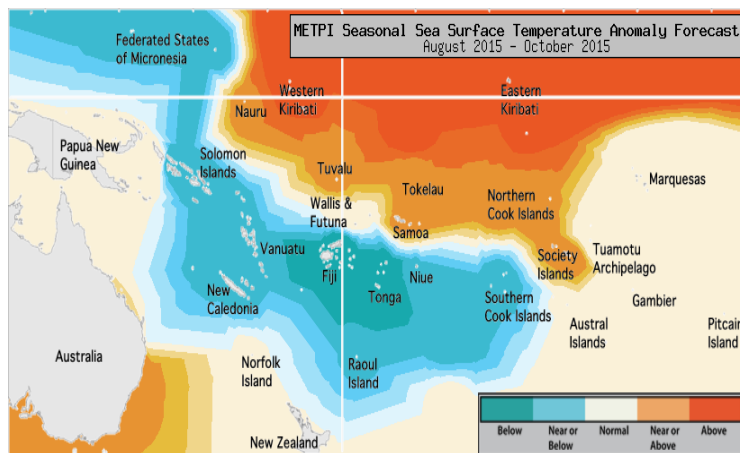 METPI Seasonal Sea Surface Temperature Anomaly Forecast
August 2015 - October 2015
Federated States
of Micronesia
Western
Kiribati
Eastern
Kiribati
Nauru
Papua New
Guinea
Solomon
Islands
Tuvalu
Tokelau
Marquesas
Wallis &
Futuna
Northern
Cook Islands
Samoa
Vanuatu
Fiji
Niue
Society
Islands
Tuamotu
Archipelago
New
Caledonia
Tonga
Southern
Cook Islands
Gambier
Austral
Islands
Pitcair
Island
Australia
Norfolk
Island
Raoul
Island
New Zealand
Below
Near or
Below
Normal
Near or
Above
Above